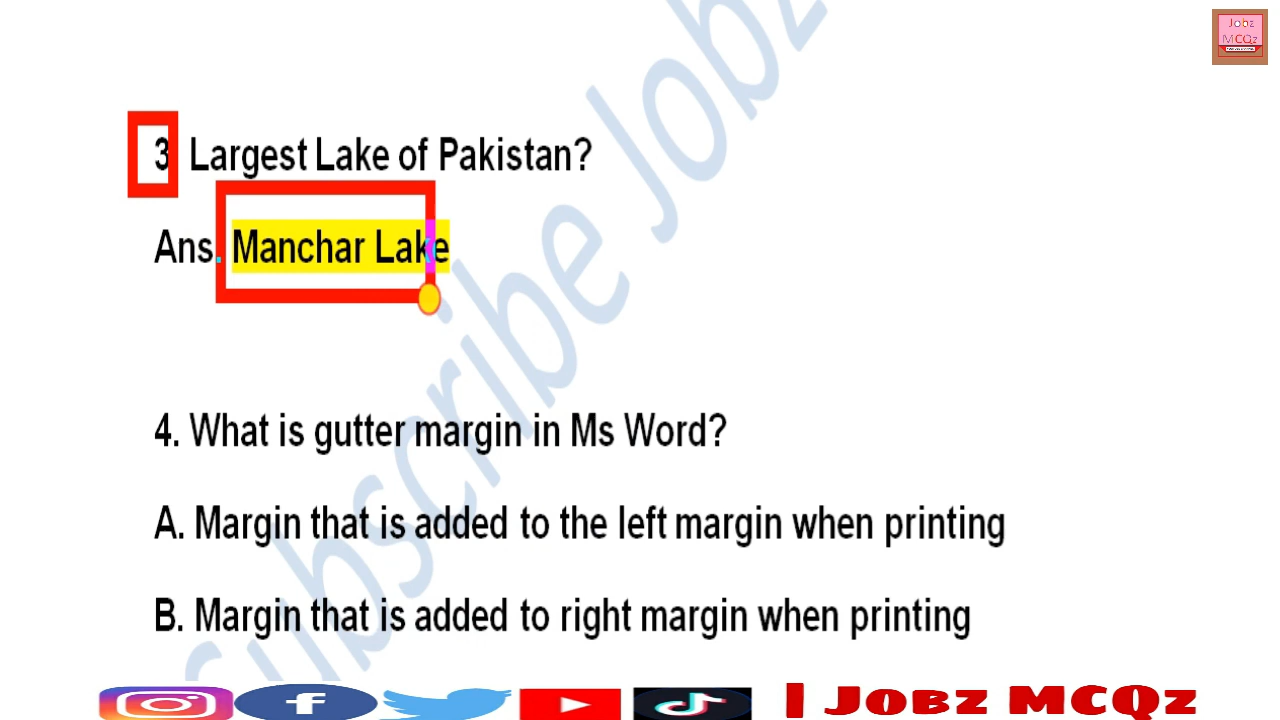 Jobz
MCQz
3 Largest Lake of Pakistan?
Ans. Manchar Lake
4. What is gutter margin in Ms Word?
A. Margin that is added to the left margin when printing
B. Margin that is added to right margin when printing
Subscribe Jobz
| Jobz MCQz